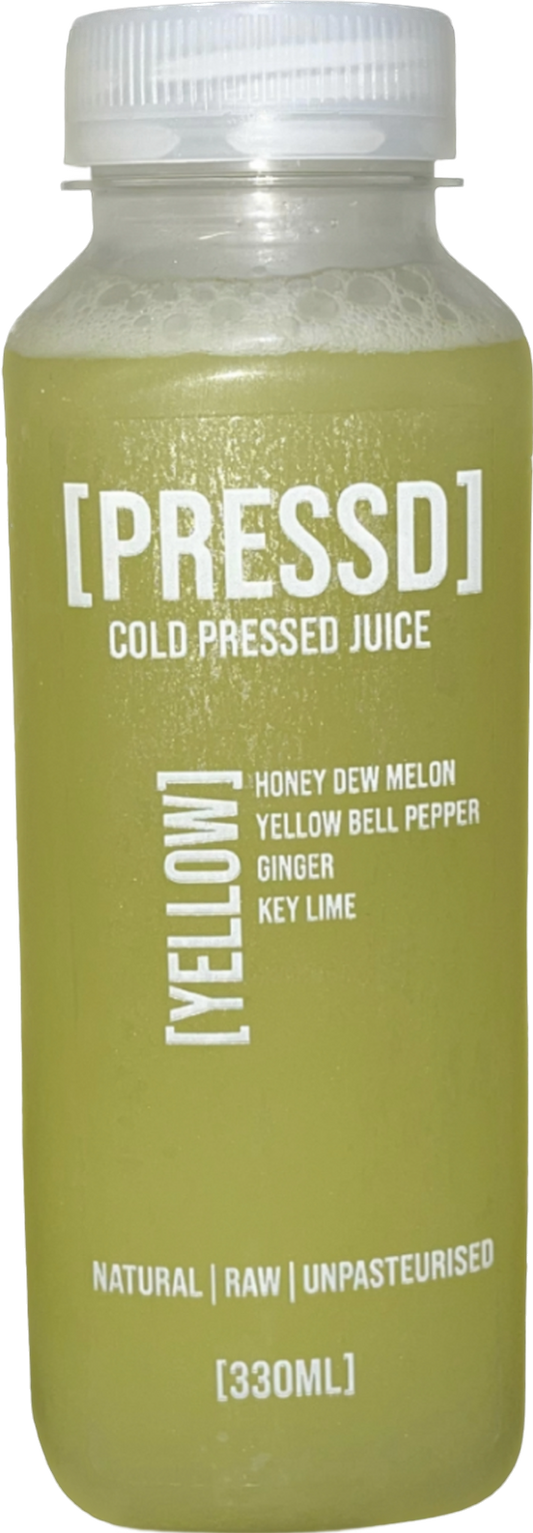 [PRESSD]
COLD PRESSED JUICE
[YELLOW]
HONEY DEW MELON
YELLOW BELL PEPPER
GINGER
KEY LIME
NATURAL | RAW | UNPASTEURISED
[330ML]